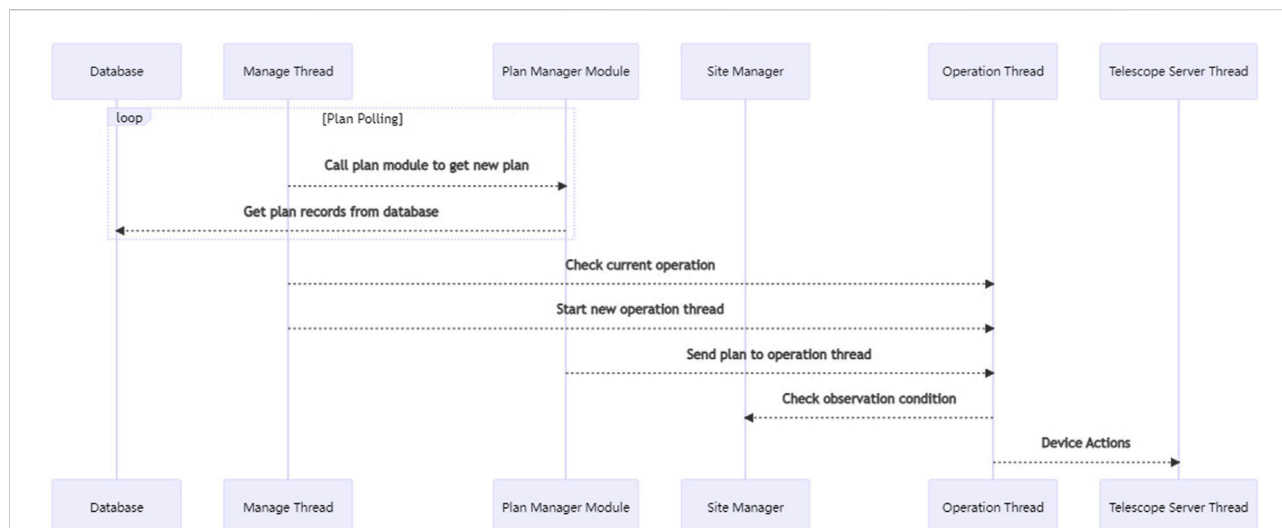 Database
Manage Thread
Plan Manager Module
Site Manager
Operation Thread
Telescope Server Thread
loop
[Plan Polling]
Call plan module to get new plan
Get plan records from database
Check current operation
Start new operation thread
Send plan to operation thread
Check observation condition
Device Actions
Database
Manage Thread
Plan Manager Module
Site Manager
Operation Thread
Telescope Server Thread